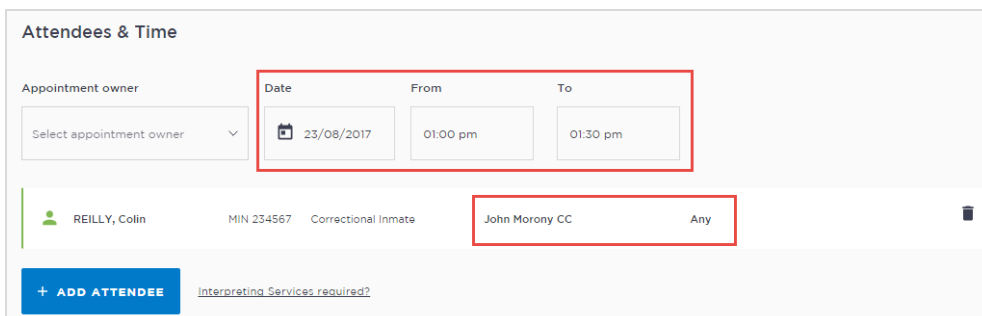 Attendees & Time
Appointment owner Date From To
Select appointment owner 23/08/2017 01:00 pm 01:30 pm
REILLY, Colin MIN 234567 Correctional Inmate John Morony CC Any
+ ADD ATTENDEE Interpreting Services required?